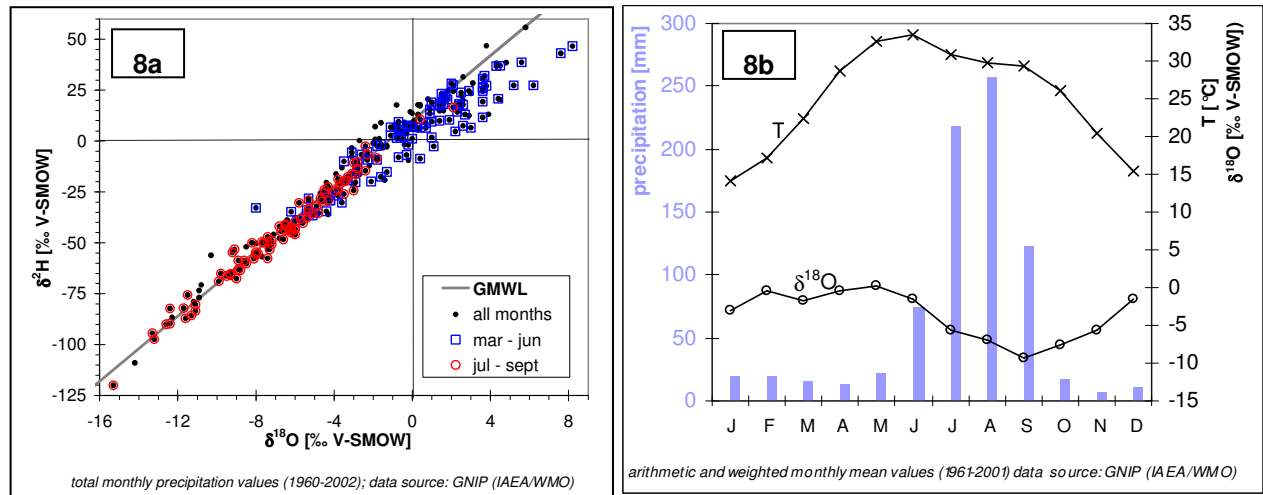 8a
50
25
0
-25
-50
-75
-100
-125
δ²H [‰ V-SMOW]
GMWL
all months
mar - jun
jul - sept
-16 -12 -8 -4 0 4 8
δ¹⁸O [‰ V-SMOW]
total monthly precipitation values (1960-2002); data source: GNIP (IAEA/WMO)
8b
300
250
200
150
100
50
0
precipitation [mm]
T
δ¹⁸O
35
30
25
20
15
10
5
0
-5
-10
-15
T [°C]
δ¹⁸O [‰ V-SMOW]
J F M A M J J A S O N D
arithmetic and weighted monthly mean values (1961-2001) data source: GNIP (IAEA/WMO)